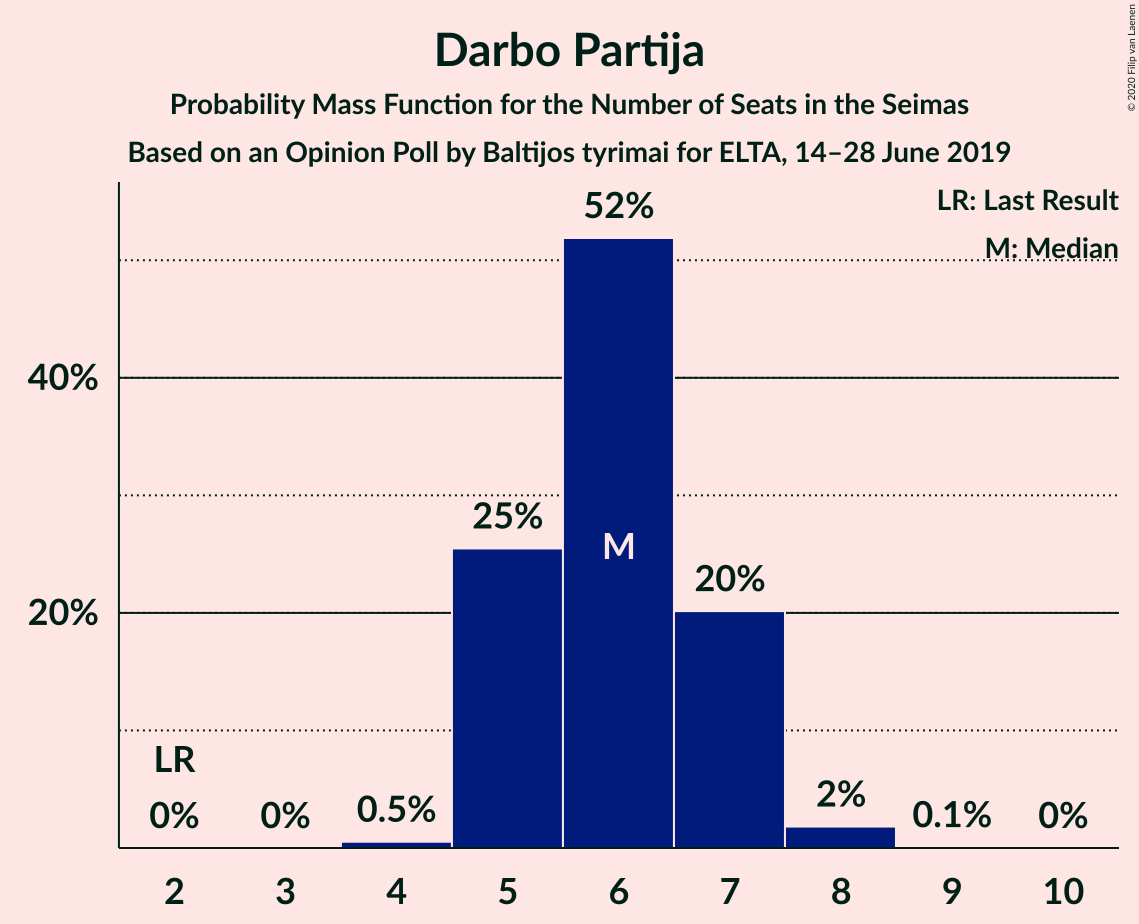 Darbo Partija
Probability Mass Function for the Number of Seats in the Seimas
Based on an Opinion Poll by Baltijos tyrimai for ELTA, 14–28 June 2019
© 2020 Filip van Laenen
LR: Last Result
M: Median
52%
40%
25%
M
20%
20%
LR
0%
0%
0.5%
2%
0.1%
0%
2 3 4 5 6 7 8 9 10